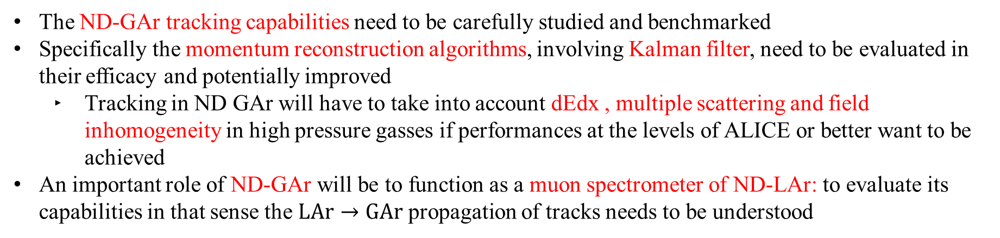 • The ND-GAr tracking capabilities need to be carefully studied and benchmarked
• Specifically the momentum reconstruction algorithms, involving Kalman filter, need to be evaluated in
their efficacy and potentially improved
‣ Tracking in ND GAr will have to take into account dEdx , multiple scattering and field
inhomogeneity in high pressure gasses if performances at the levels of ALICE or better want to be
achieved
• An important role of ND-GAr will be to function as a muon spectrometer of ND-LAr: to evaluate its
capabilities in that sense the LAr → GAr propagation of tracks needs to be understood